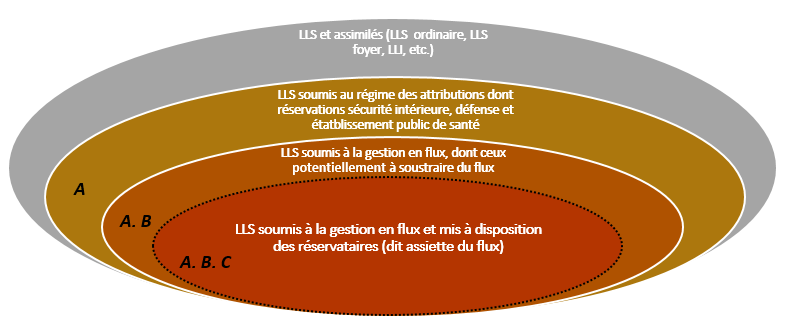 LLS et assimilés (LLS  ordinaire, LLS
foyer, LLI, etc.)
LLS soumis au régime des attributions dont
réservations sécurité intérieure, défense et
étatblissement public de santé
LLS soumis à la gestion en flux, dont ceux
potentiellement à soustraire du flux
A
A. B
LLS soumis à la gestion en flux et mis à disposition
des réservataires (dit assiette du flux)
A. B. C